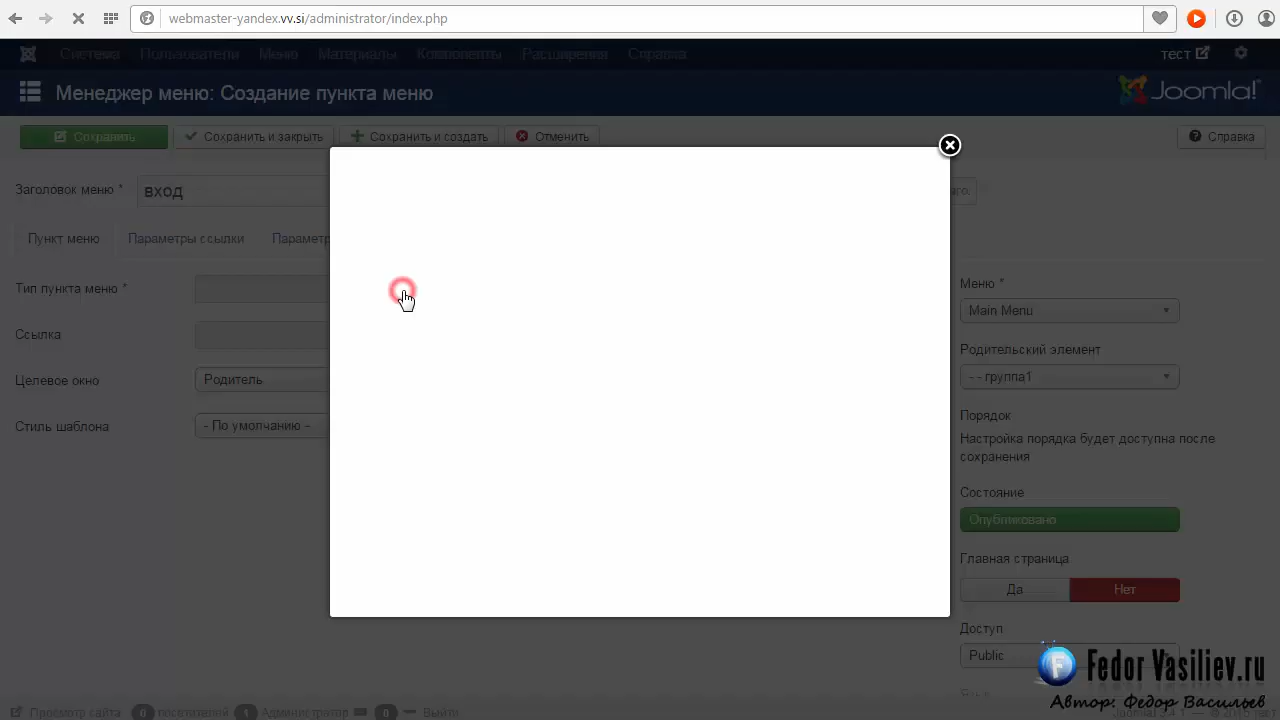 webmaster-yandex.vv.si/administrator/index.php
Система Пользователи Меню Материалы Компоненты Расширения Справка тест
Менеджер меню: Создание пункта меню Joomla!
Сохранить Сохранить и закрыть Сохранить и создать Отменить Справка
Заголовок меню * вход
Пункт меню Параметры ссылки
Тип пункта меню *
Ссылка
Целевое окно Родитель
Стиль шаблона - По умолчанию -
Меню *
Main Menu
Родительский элемент
- - группа1
Порядок
Настройка порядка будет доступна после
сохранения
Состояние
Опубликовано
Главная страница
Да Нет
Доступ
Public
F Fedor Vasiliev.ru
Автор: Федор Васильев
Просмотр сайта 0 посетителей 1 Администратор 0 Выйти